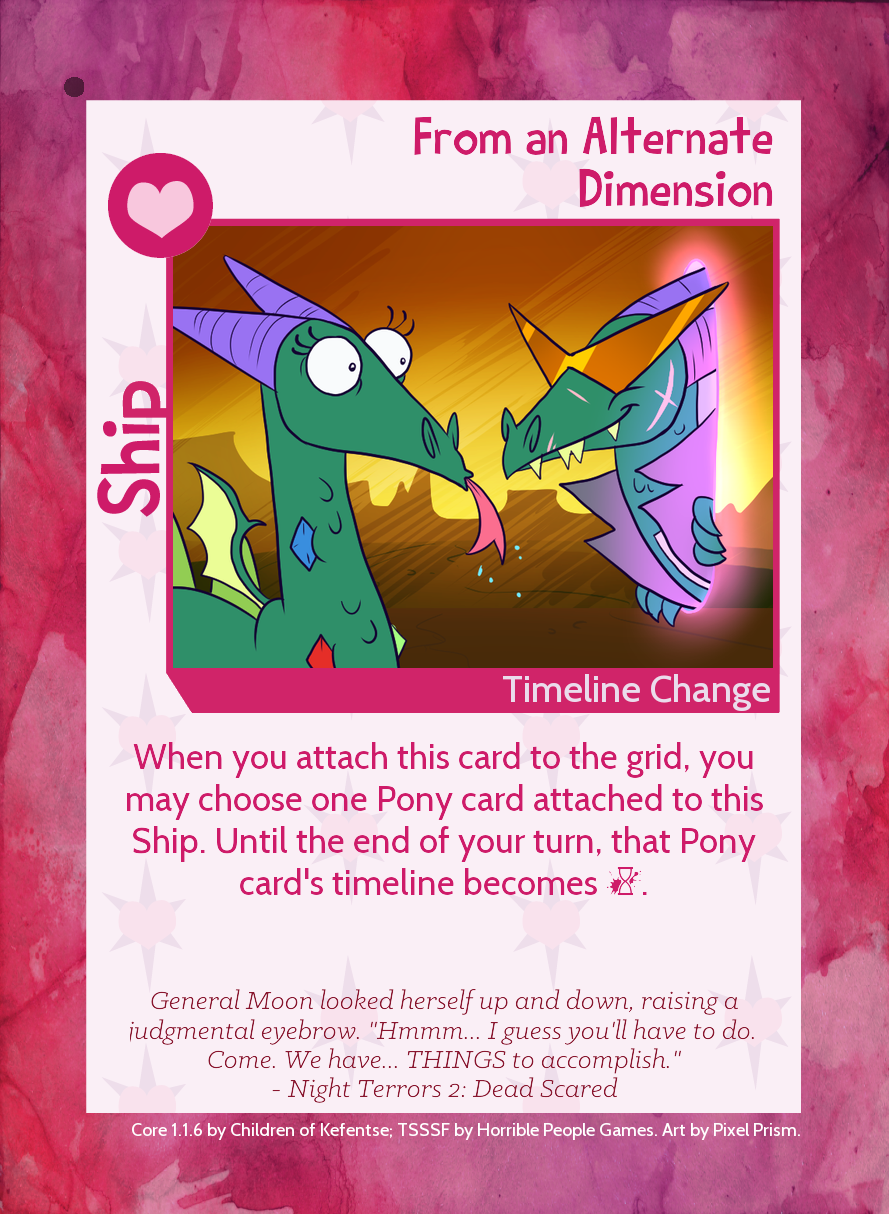 From an Alternate
Dimension
Ship
Timeline Change
When you attach this card to the grid, you
may choose one Pony card attached to this
Ship. Until the end of your turn, that Pony
card's timeline becomes .
General Moon looked herself up and down, raising a
judgmental eyebrow. "Hmmm... I guess you'll have to do.
Come. We have... THINGS to accomplish."
- Night Terrors 2: Dead Scared
Core 1.1.6 by Children of Kefentse; TSSSF by Horrible People Games. Art by Pixel Prism.